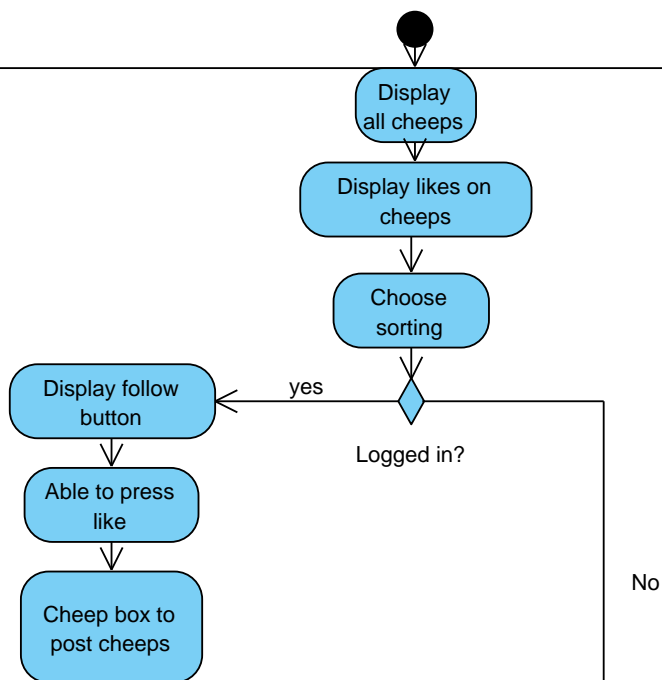 Display
all cheeps
Display likes on
cheeps
Choose
sorting
yes
Display follow
button
Logged in?
Able to press
like
No
Cheep box to
post cheeps